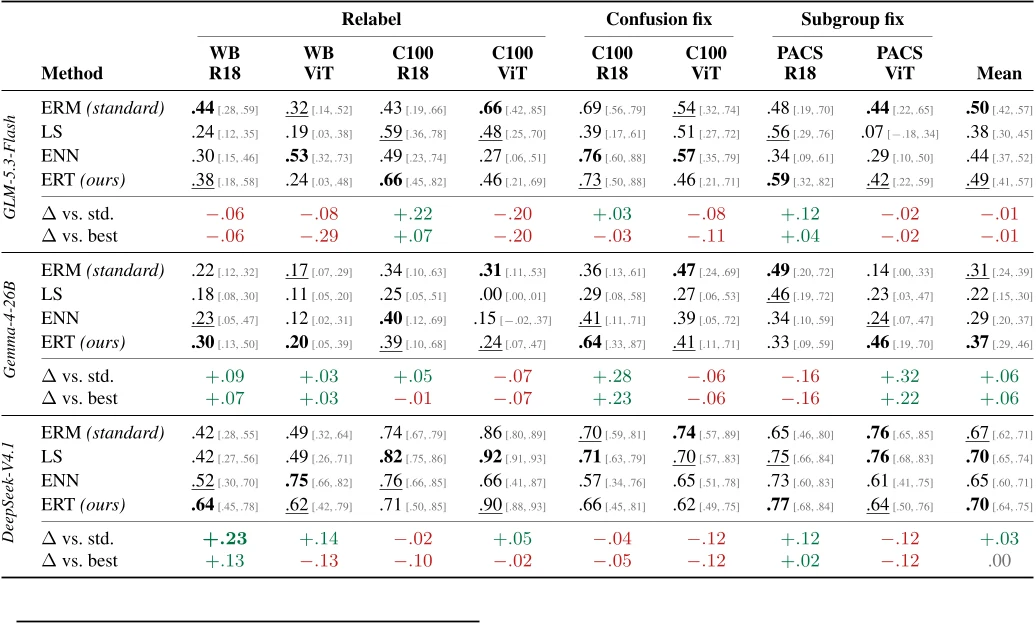 Relabel Confusion fix Subgroup fix
WB WB C100 C100 C100 C100 PACS PACS
Method R18 ViT R18 ViT R18 ViT R18 ViT Mean
GLM-5.3-Flash
ERM (standard) .44 [.28, .59] .32 [.14, .52] .43 [.19, .66] .66 [.42, .85] .69 [.56, .79] .54 [.32, .74] .48 [.19, .70] .44 [.22, .65] .50 [.42, .57]
LS .24 [.12, .35] .19 [.03, .38] .59 [.36, .78] .48 [.25, .70] .39 [.17, .61] .51 [.27, .72] .56 [.29, .76] .07 [−.18, .34] .38 [.30, .45]
ENN .30 [.15, .46] .53 [.32, .73] .49 [.23, .74] .27 [.06, .51] .76 [.60, .88] .57 [.35, .79] .34 [.09, .61] .29 [.10, .50] .44 [.37, .52]
ERT (ours) .38 [.18, .58] .24 [.03, .48] .66 [.45, .82] .46 [.21, .69] .73 [.50, .88] .46 [.21, .71] .59 [.32, .82] .42 [.22, .59] .49 [.41, .57]
Δ vs. std. −.06 −.08 +.22 −.20 +.03 −.08 +.12 −.02 −.01
Δ vs. best −.06 −.29 +.07 −.20 −.03 −.11 +.04 −.02 −.01
Gemma-4-26B
ERM (standard) .22 [.12, .32] .17 [.07, .29] .34 [.10, .63] .31 [.11, .53] .36 [.13, .61] .47 [.24, .69] .49 [.20, .72] .14 [.00, .33] .31 [.24, .39]
LS .18 [.08, .30] .11 [.05, .20] .25 [.05, .51] .00 [.00, .01] .29 [.08, .58] .27 [.06, .53] .46 [.19, .72] .23 [.03, .47] .22 [.15, .30]
ENN .23 [.05, .47] .12 [.02, .31] .40 [.12, .69] .15 [−.02, .37] .41 [.11, .71] .39 [.05, .72] .34 [.10, .59] .24 [.07, .47] .29 [.20, .37]
ERT (ours) .30 [.13, .50] .20 [.05, .39] .39 [.10, .68] .24 [.07, .47] .64 [.33, .87] .41 [.11, .71] .33 [.09, .59] .46 [.19, .70] .37 [.29, .46]
Δ vs. std. +.09 +.03 +.05 −.07 +.28 −.06 −.16 +.32 +.06
Δ vs. best +.07 +.03 −.01 −.07 +.23 −.06 −.16 +.22 +.06
DeepSeek-V4.1
ERM (standard) .42 [.28, .55] .49 [.32, .64] .74 [.67, .79] .86 [.80, .89] .70 [.59, .81] .74 [.57, .89] .65 [.46, .80] .76 [.65, .85] .67 [.62, .71]
LS .42 [.27, .56] .49 [.26, .71] .82 [.75, .86] .92 [.91, .93] .71 [.63, .79] .70 [.57, .83] .75 [.66, .84] .76 [.68, .83] .70 [.65, .74]
ENN .52 [.30, .70] .75 [.66, .82] .76 [.66, .85] .66 [.41, .87] .57 [.34, .76] .65 [.51, .78] .73 [.60, .83] .61 [.41, .75] .65 [.60, .71]
ERT (ours) .64 [.45, .78] .62 [.42, .79] .71 [.50, .85] .90 [.88, .93] .66 [.45, .81] .62 [.49, .75] .77 [.68, .84] .64 [.50, .76] .70 [.64, .75]
Δ vs. std. +.23 +.14 −.02 +.05 −.04 −.12 +.12 −.12 +.03
Δ vs. best +.13 −.13 −.10 −.02 −.05 −.12 +.02 −.12 .00